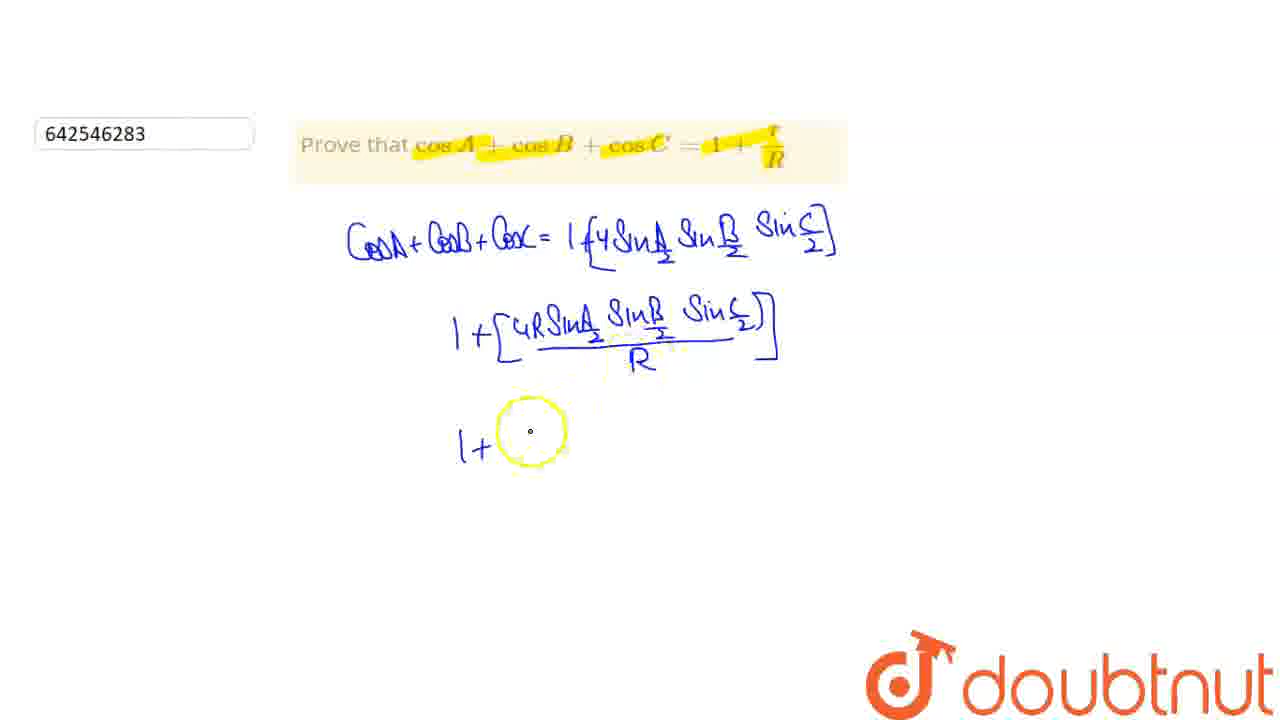 642546283
Prove that cos A + cos B + cos C = 1 + r/R
CosA + CosB + CosC = 1 + [4 Sin A/2 Sin B/2 Sin C/2]
1 + [4R Sin A/2 Sin B/2 Sin C/2) / R]
1 +
doubtnut